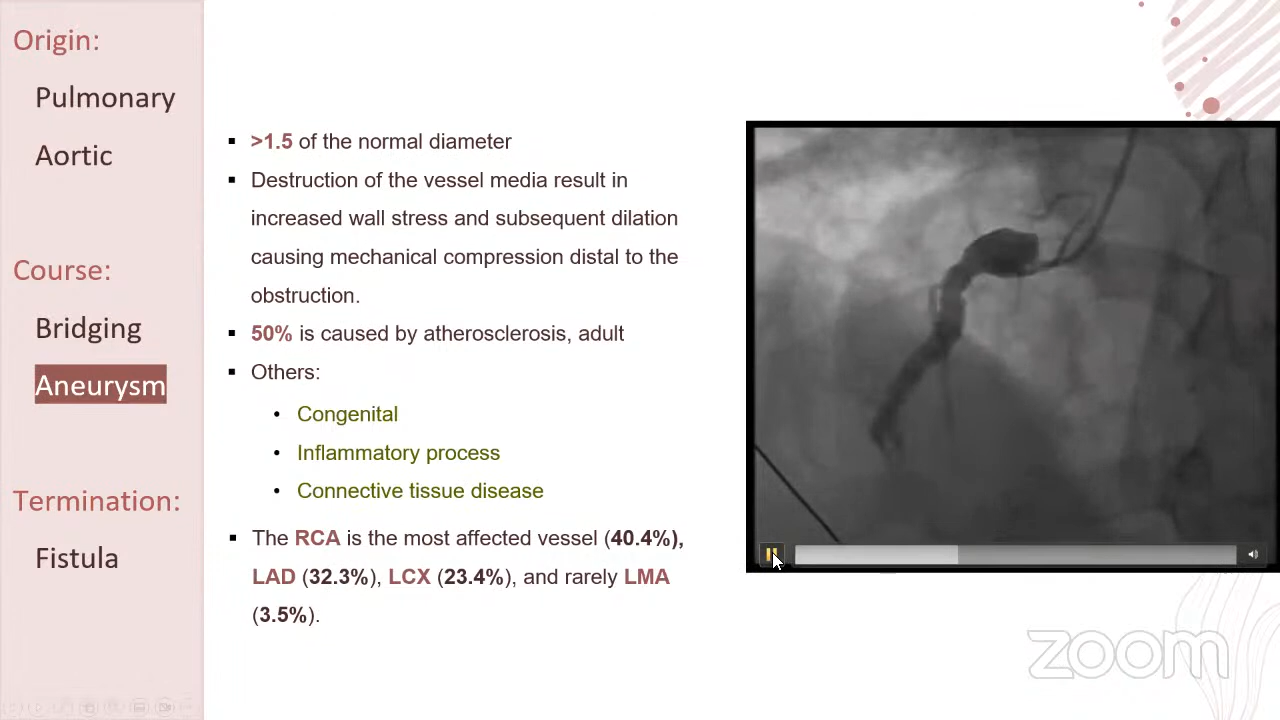 Origin:
Pulmonary
Aortic
Course:
Bridging
Aneurysm
Termination:
Fistula
>1.5 of the normal diameter
Destruction of the vessel media result in
increased wall stress and subsequent dilation
causing mechanical compression distal to the
obstruction.
50% is caused by atherosclerosis, adult
Others:
Congenital
Inflammatory process
Connective tissue disease
The RCA is the most affected vessel (40.4%),
LAD (32.3%), LCX (23.4%), and rarely LMA
(3.5%).
zoom